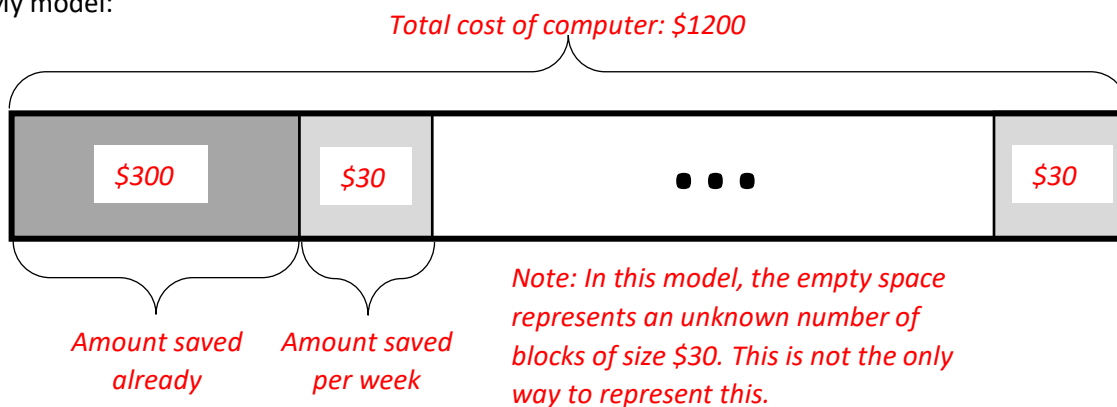 My model:
Total cost of computer: $1200
$300
$30
• • •
$30
Amount saved
already
Amount saved
per week
Note: In this model, the empty space
represents an unknown number of
blocks of size $30. This is not the only
way to represent this.